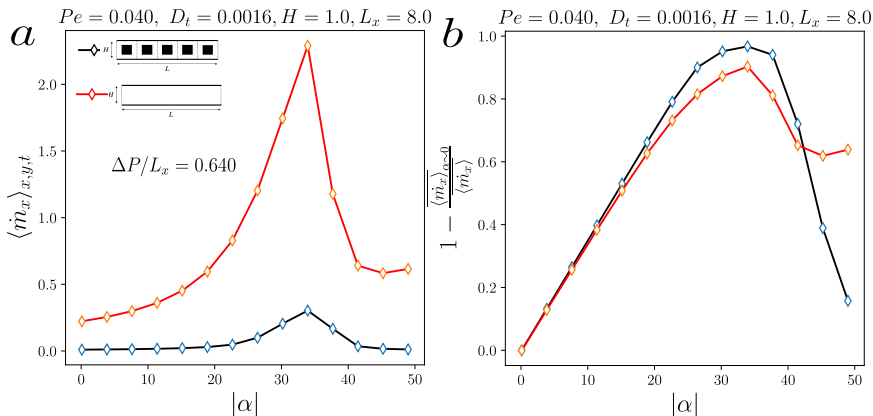 Pe = 0.040, D_t = 0.0016, H = 1.0, L_x = 8.0
a
H
L
H
L
ΔP/L_x = 0.640
⟨ṁ_x⟩_{x,y,t}
2.0
1.5
1.0
0.5
0.0
0
10
20
30
40
50
|α|
Pe = 0.040, D_t = 0.0016, H = 1.0, L_x = 8.0
b
1 − \overline{⟨ṁ_x⟩}_{α∼0} / \overline{⟨ṁ_x⟩}
1.0
0.8
0.6
0.4
0.2
0.0
0
10
20
30
40
50
|α|